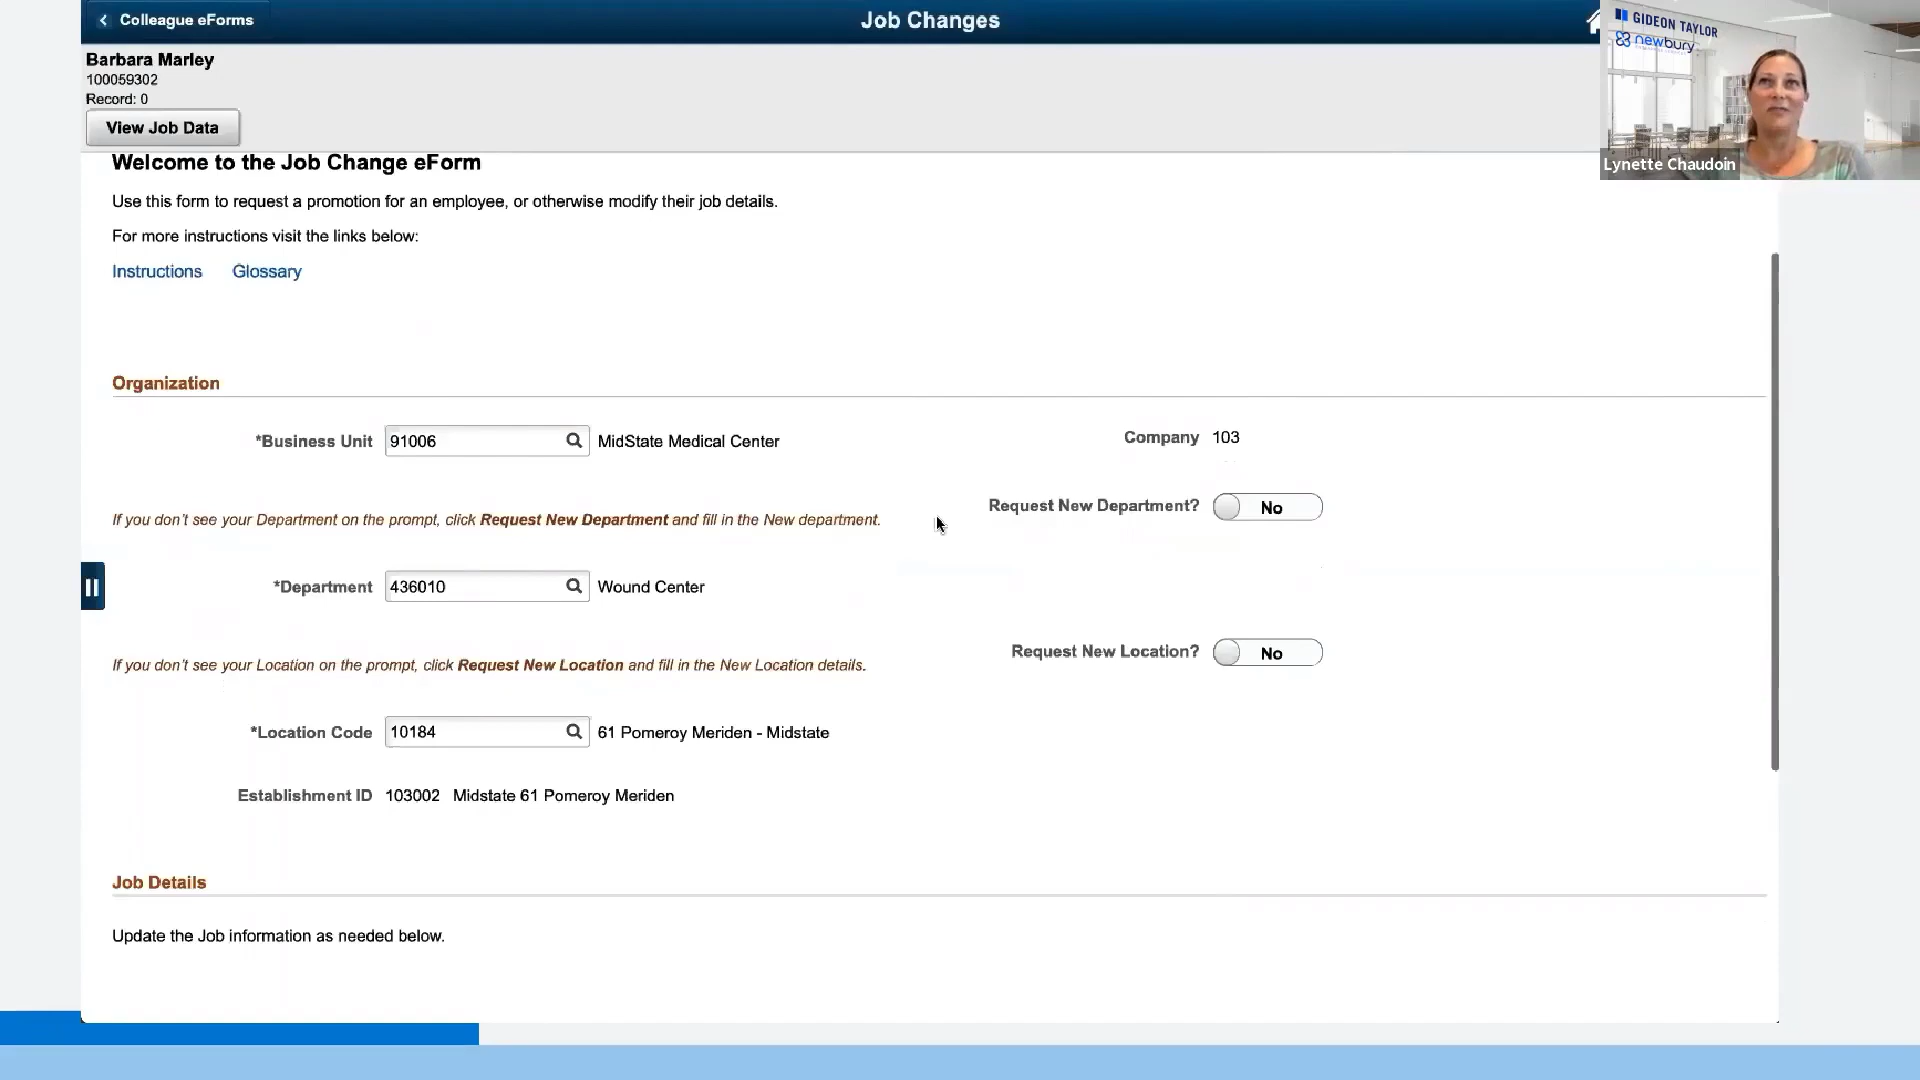 Colleague eForms
Job Changes
GIDEON TAYLOR
newbury
Lynette Chaudoin
Barbara Marley
100059302
Record: 0
View Job Data
Welcome to the Job Change eForm
Use this form to request a promotion for an employee, or otherwise modify their job details.
For more instructions visit the links below:
Instructions Glossary
Organization
*Business Unit 91006 MidState Medical Center Company 103
If you don't see your Department on the prompt, click Request New Department and fill in the New department. Request New Department? No
*Department 436010 Wound Center
If you don't see your Location on the prompt, click Request New Location and fill in the New Location details. Request New Location? No
*Location Code 10184 61 Pomeroy Meriden - Midstate
Establishment ID 103002 Midstate 61 Pomeroy Meriden
Job Details
Update the Job information as needed below.